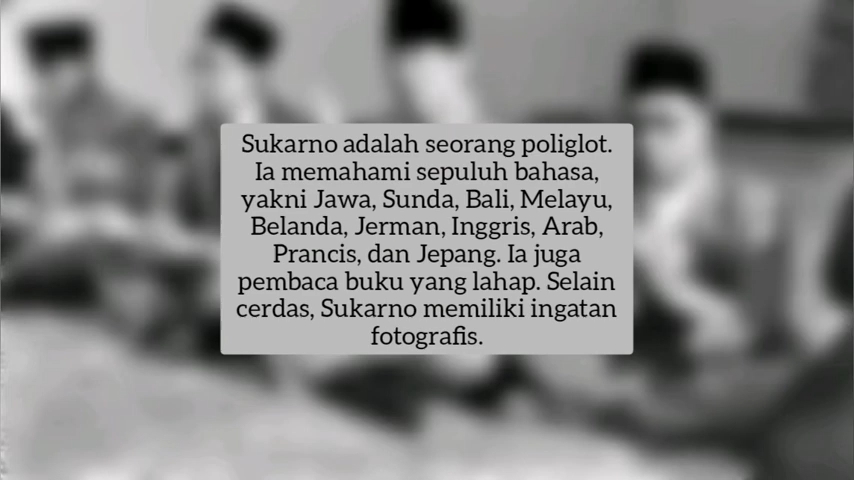 Sukarno adalah seorang poliglot.
Ia memahami sepuluh bahasa,
yakni Jawa, Sunda, Bali, Melayu,
Belanda, Jerman, Inggris, Arab,
Prancis, dan Jepang. Ia juga
pembaca buku yang lahap. Selain
cerdas, Sukarno memiliki ingatan
fotografis.